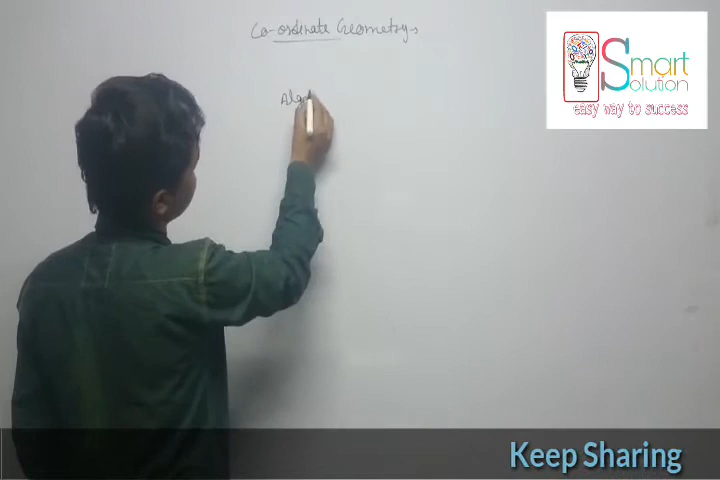 Co-ordinate Geometry
Smart
Solution
easy way to success
Keep Sharing